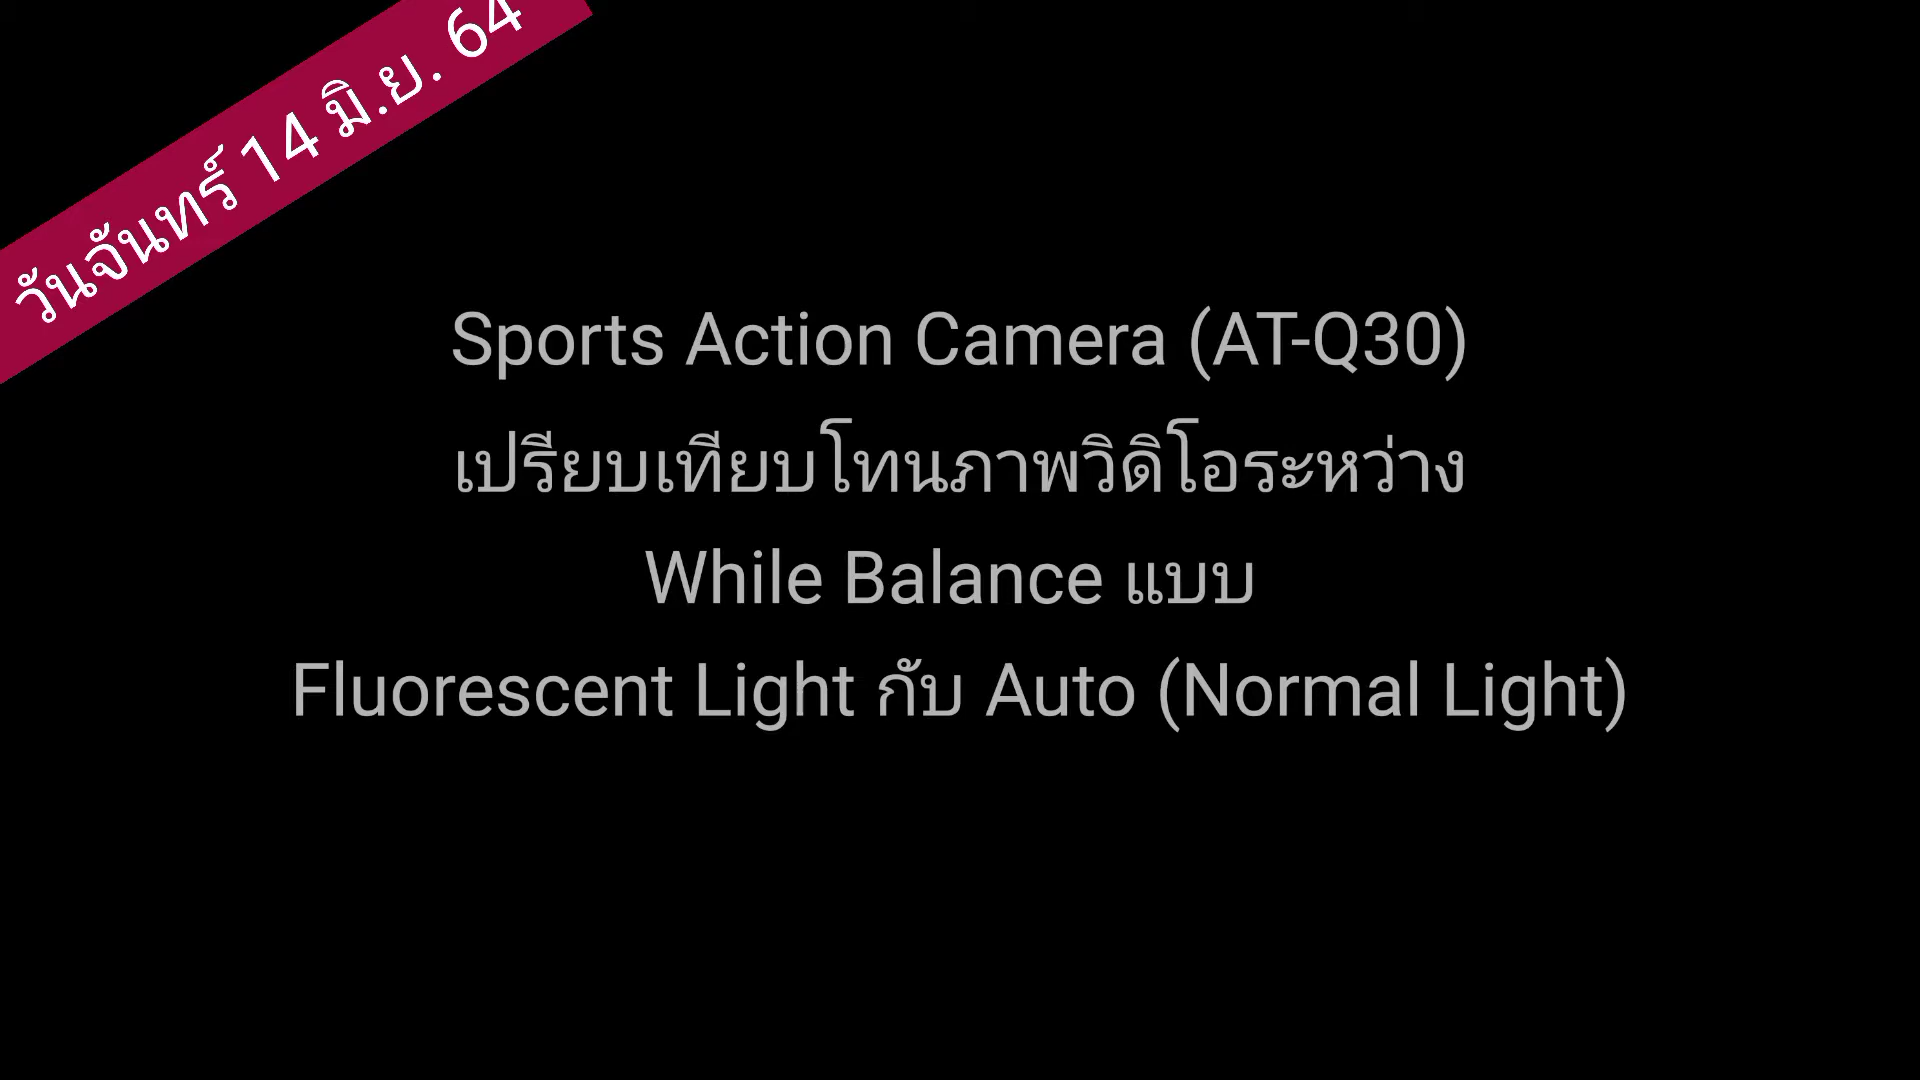 วันจันทร์ 14 มิ.ย. 64
Sports Action Camera (AT-Q30)
เปรียบเทียบโทนภาพวิดิโอระหว่าง
While Balance แบบ
Fluorescent Light กับ Auto (Normal Light)